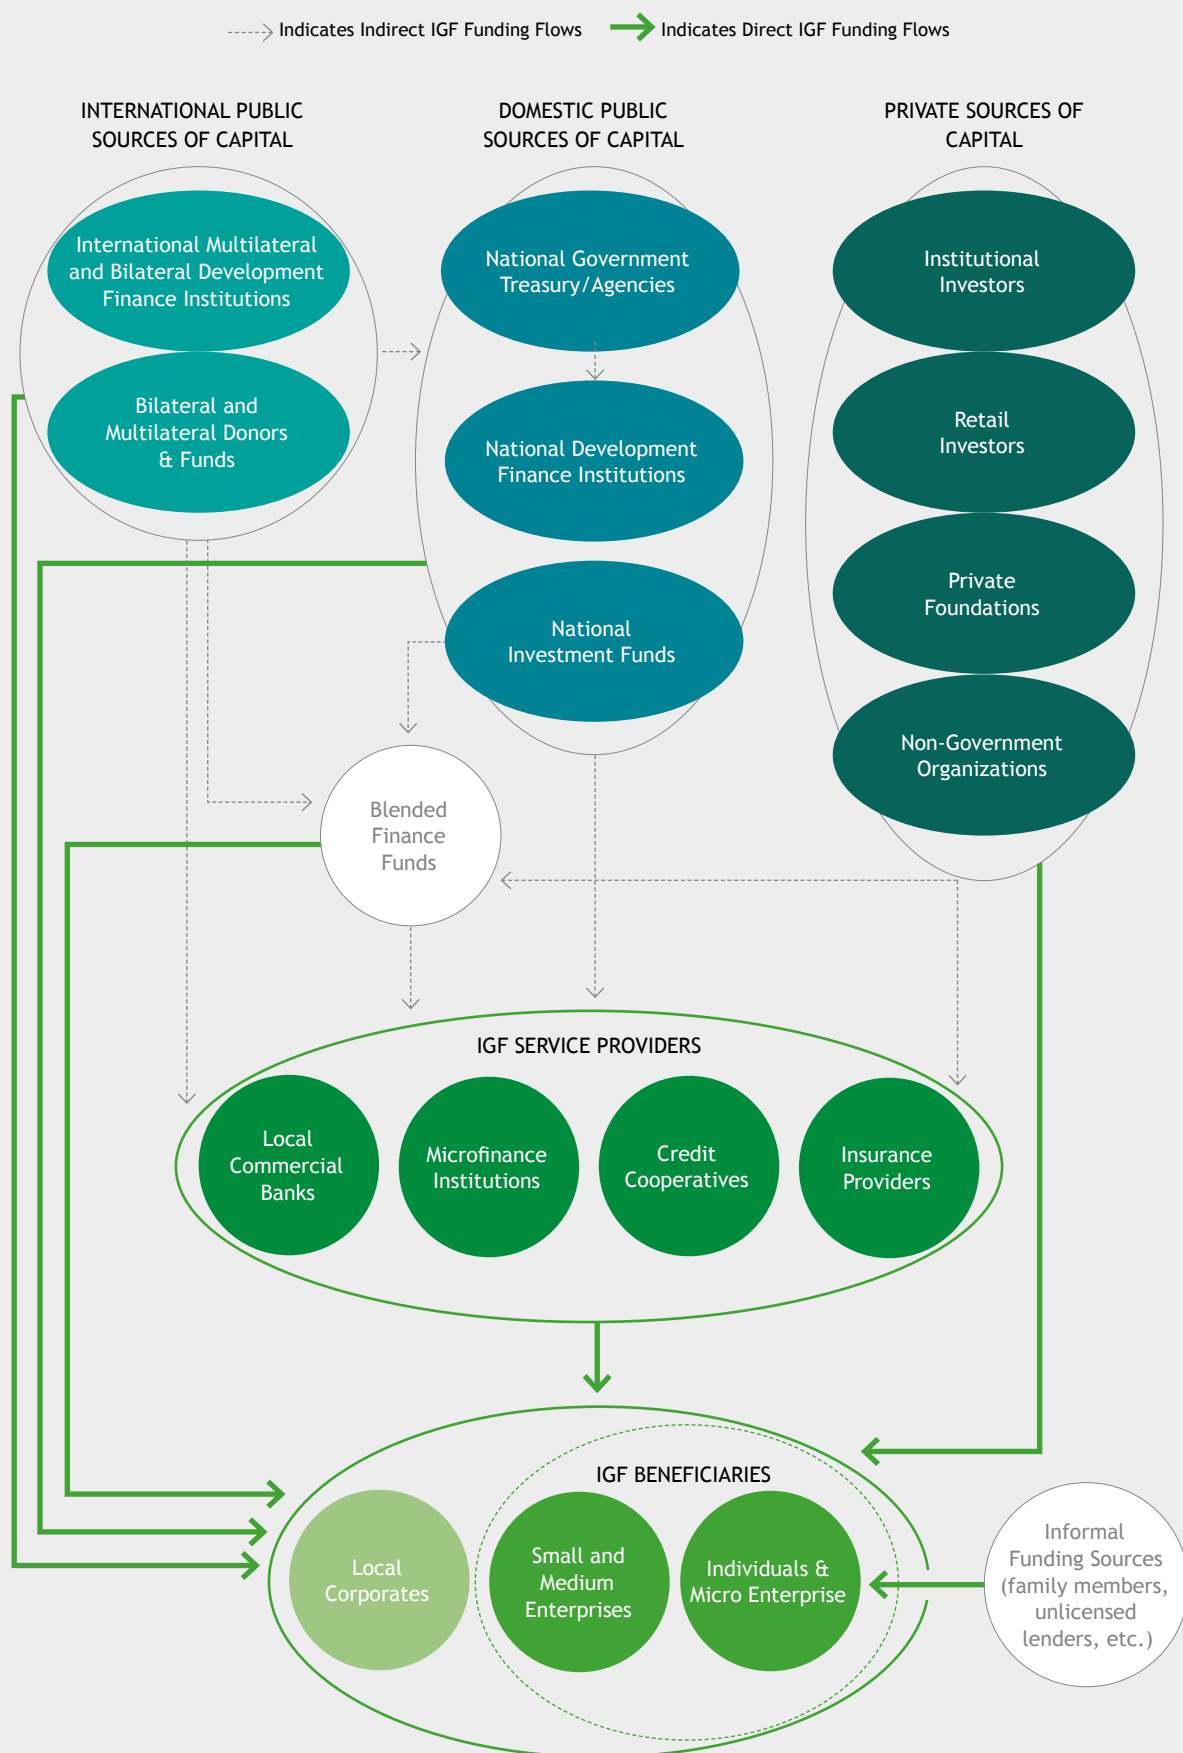 Indicates Indirect IGF Funding Flows
Indicates Direct IGF Funding Flows
INTERNATIONAL PUBLIC
SOURCES OF CAPITAL
DOMESTIC PUBLIC
SOURCES OF CAPITAL
PRIVATE SOURCES OF
CAPITAL
International Multilateral
and Bilateral Development
Finance Institutions
Bilateral and
Multilateral Donors
& Funds
National Government
Treasury/Agencies
National Development
Finance Institutions
National
Investment Funds
Institutional
Investors
Retail
Investors
Private
Foundations
Non-Government
Organizations
Blended
Finance
Funds
IGF SERVICE PROVIDERS
Local
Commercial
Banks
Microfinance
Institutions
Credit
Cooperatives
Insurance
Providers
IGF BENEFICIARIES
Local
Corporates
Small and
Medium
Enterprises
Individuals &
Micro Enterprise
Informal
Funding Sources
(family members,
unlicensed
lenders, etc.)